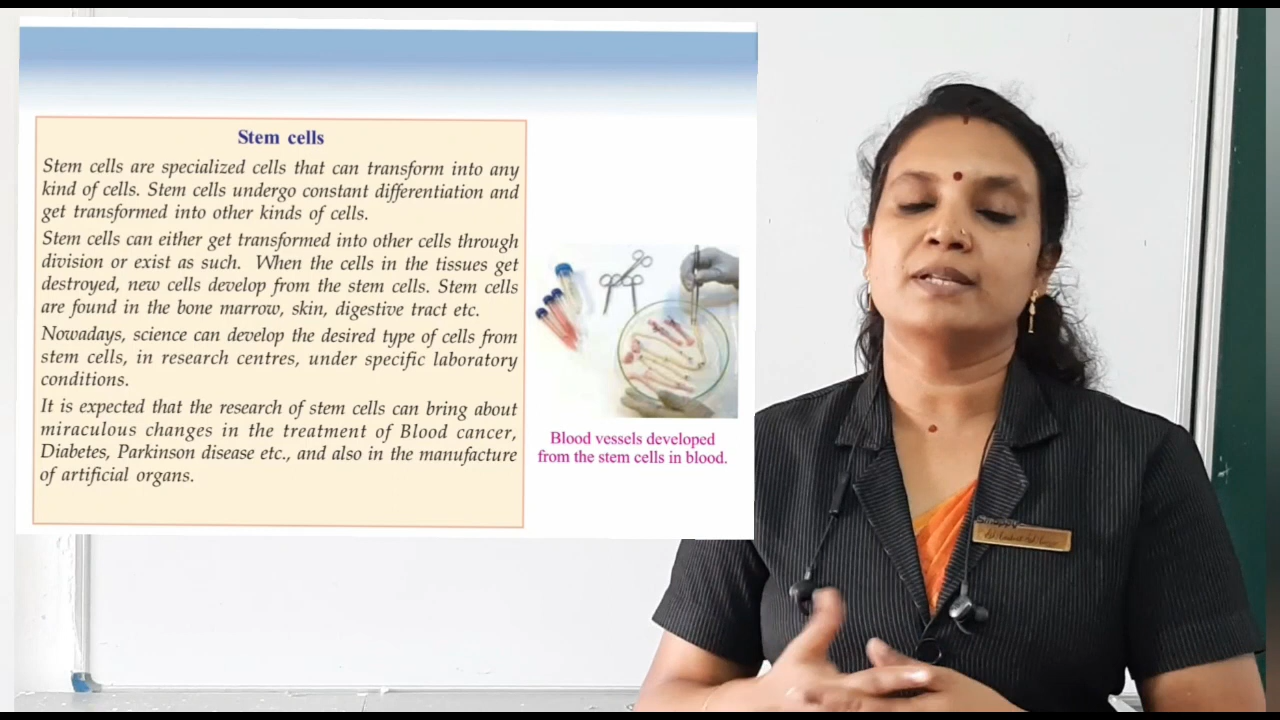 Stem cells
Stem cells are specialized cells that can transform into any
kind of cells. Stem cells undergo constant differentiation and
get transformed into other kinds of cells.
Stem cells can either get transformed into other cells through
division or exist as such. When the cells in the tissues get
destroyed, new cells develop from the stem cells. Stem cells
are found in the bone marrow, skin, digestive tract etc.
Nowadays, science can develop the desired type of cells from
stem cells, in research centres, under specific laboratory
conditions.
It is expected that the research of stem cells can bring about
miraculous changes in the treatment of Blood cancer,
Diabetes, Parkinson disease etc., and also in the manufacture
of artificial organs.
Blood vessels developed
from the stem cells in blood.